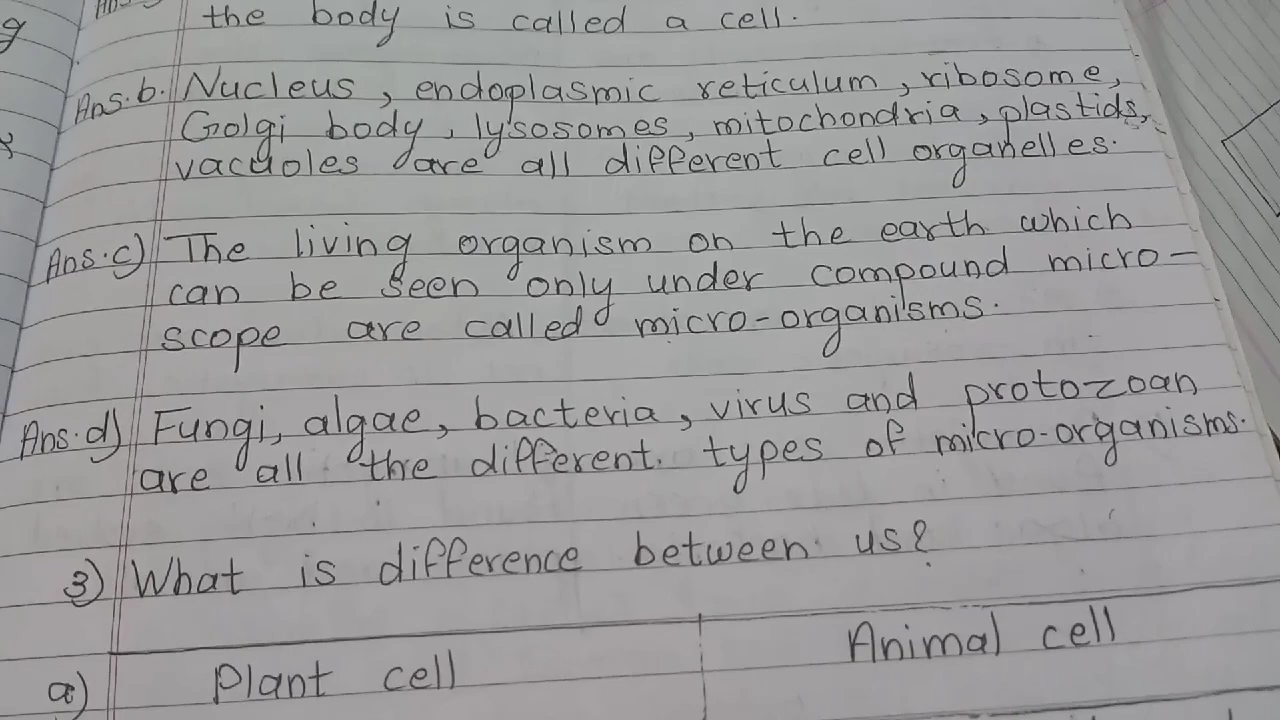 the body is called a cell.
Ans.b. Nucleus, endoplasmic reticulum, ribosome,
Golgi body, lysosomes, mitochondria, plastids,
vacuoles are all different cell organelles.
Ans.c) The living organism on the earth which
can be seen only under compound micro-
scope are called micro-organisms.
Ans.d) Fungi, algae, bacteria, virus and protozoan
are all the different types of micro-organisms.
3) What is difference between us?
a) Plant cell Animal cell